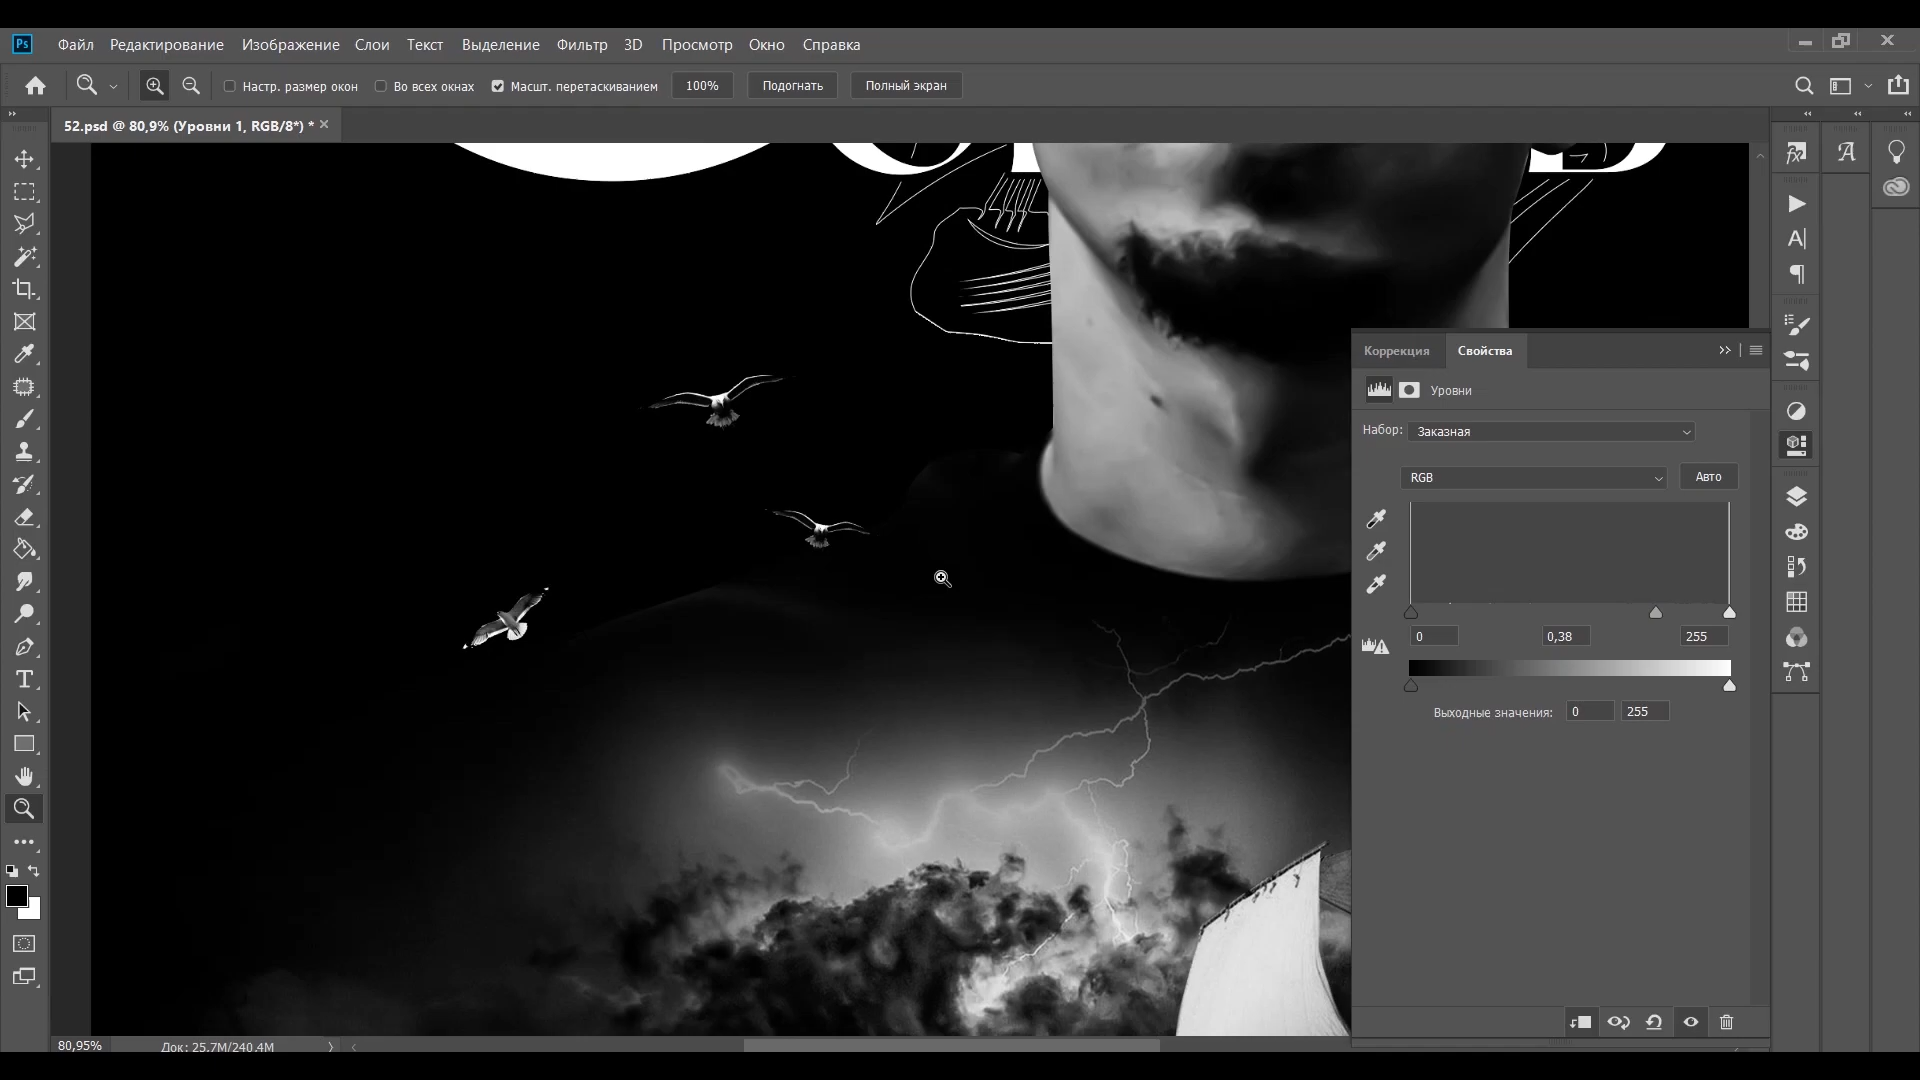 Ps
Файл Редактирование Изображение Слои Текст Выделение Фильтр 3D Просмотр Окно Справка
Настр. размер окон Во всех окнах Масшт. перетаскиванием 100% Подогнать Полный экран
52.psd @ 80,9% (Уровни 1, RGB/8*) *
Коррекция Свойства
Уровни
Набор: Заказная
RGB Авто
0 0,38 255
Выходные значения: 0 255
80,95% Док: 25,7M/240,4M